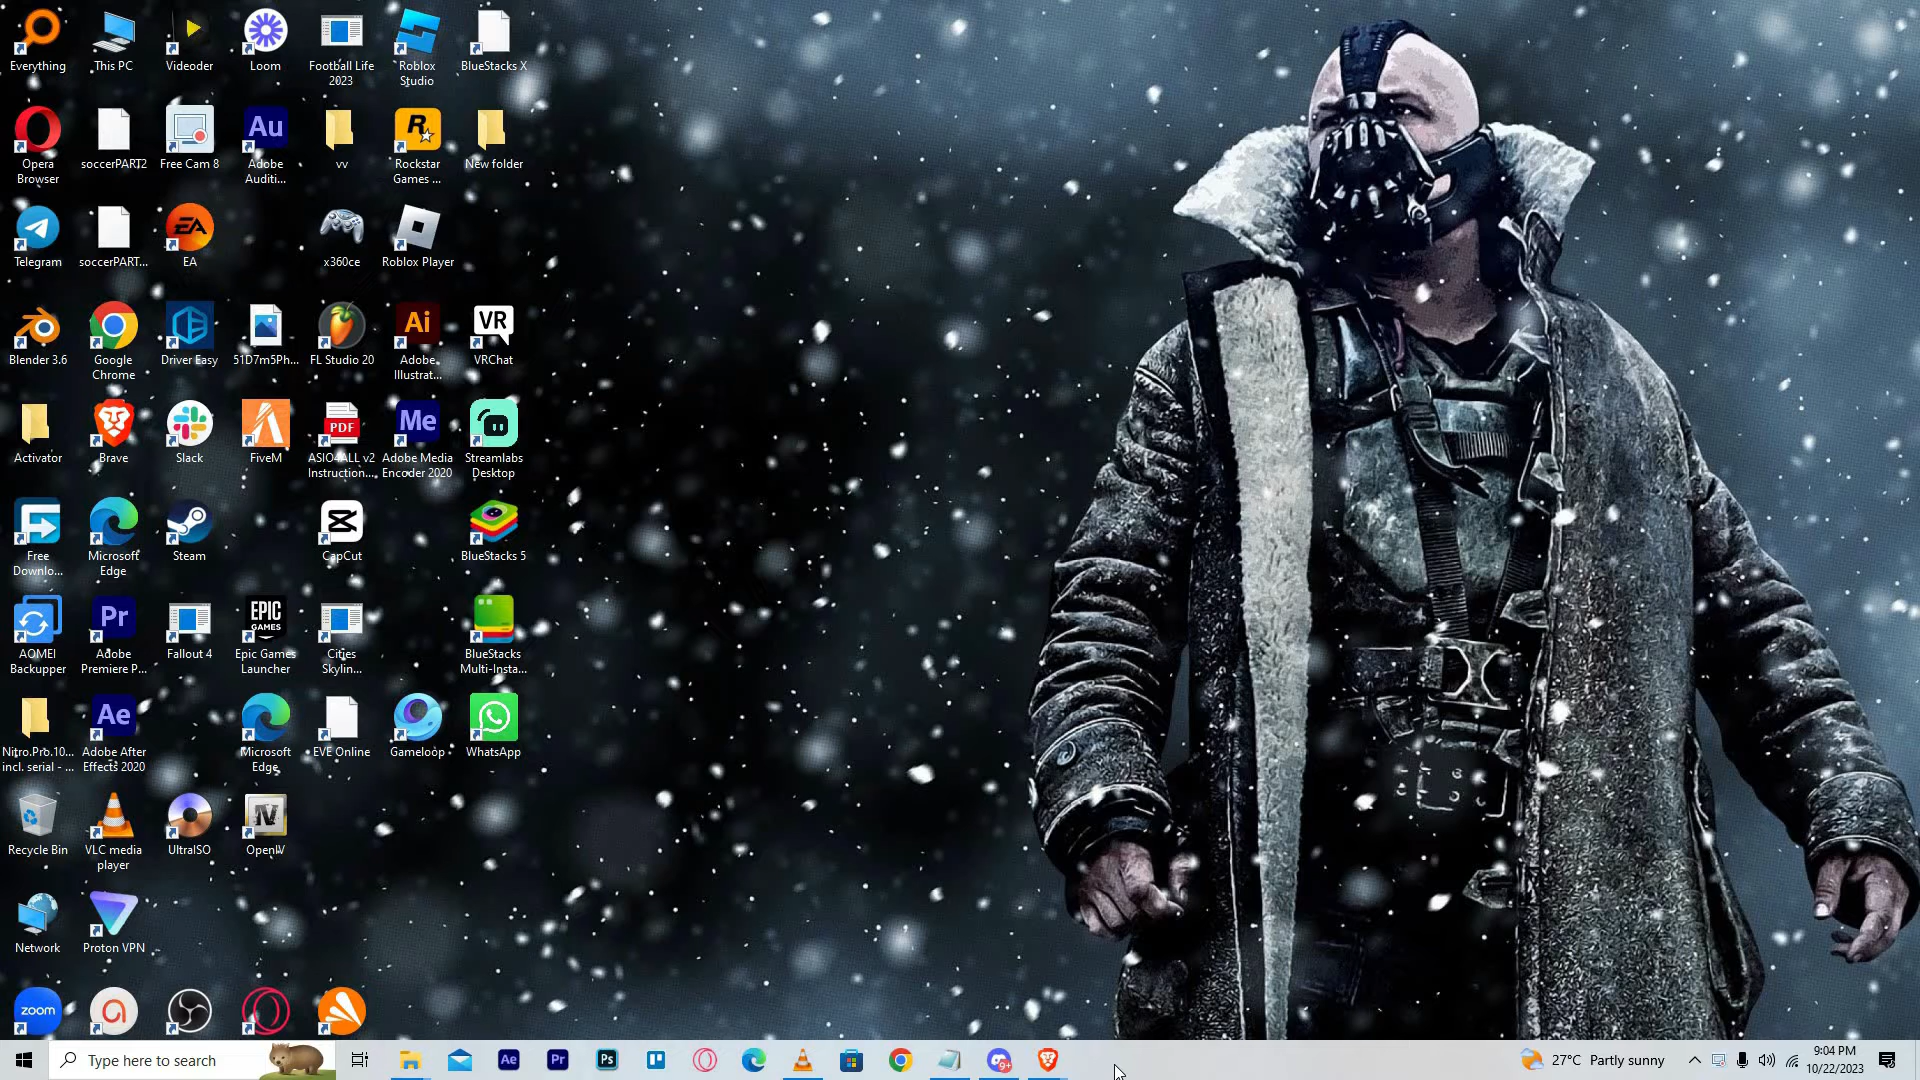 Everything
This PC
Videoder
Loom
Football Life
2023
Roblox
Studio
BlueStacks X
Opera
Browser
soccerPART2
Free Cam 8
Au
Adobe
Auditi...
vv
R
Rockstar
Games ...
New folder
Telegram
soccerPART...
EA
EA
x360ce
Roblox Player
Blender 3.6
Google
Chrome
Driver Easy
51D7m5Ph...
FL Studio 20
Ai
Adobe
Illustrat...
VR
VRChat
Activator
Brave
Slack
FiveM
PDF
ASIO4ALL v2
Instruction...
Me
Adobe Media
Encoder 2020
Streamlabs
Desktop
Free
Downlo...
Microsoft
Edge
Steam
CapCut
BlueStacks 5
AOMEI
Backupper
Pr
Adobe
Premiere P...
Fallout 4
EPIC
GAMES
Epic Games
Launcher
Cities
Skylin...
BlueStacks
Multi-Insta...
Nitro.Pro.10...
incl. serial - ...
Ae
Adobe After
Effects 2020
Microsoft
Edge
EVE Online
Gameloop
WhatsApp
Recycle Bin
VLC media
player
UltraISO
IV
OpenIV
Network
Proton VPN
zoom
Type here to search
Ae
Pr
Ps
9+
27°C Partly sunny
9:04 PM
10/22/2023